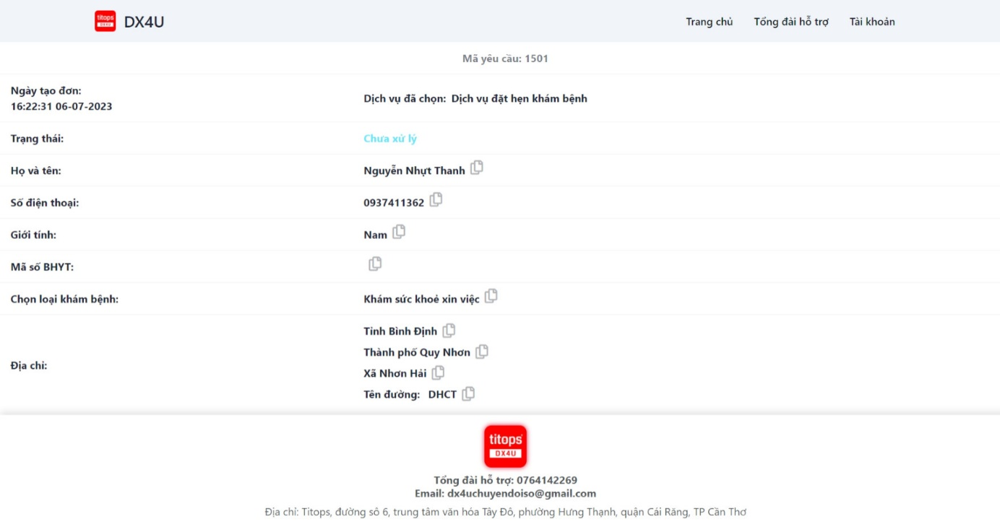 titops
DX4U
DX4U
Trang chủ
Tổng đài hỗ trợ
Tài khoản
Mã yêu cầu: 1501
Ngày tạo đơn:
16:22:31 06-07-2023
Dịch vụ đã chọn: Dịch vụ đặt hẹn khám bệnh
Trạng thái:
Chưa xử lý
Họ và tên:
Nguyễn Nhựt Thanh
Số điện thoại:
0937411362
Giới tính:
Nam
Mã số BHYT:
Chọn loại khám bệnh:
Khám sức khoẻ xin việc
Địa chỉ:
Tỉnh Bình Định
Thành phố Quy Nhơn
Xã Nhơn Hải
Tên đường: DHCT
titops
DX4U
Tổng đài hỗ trợ: 0764142269
Email: dx4uchuyendoiso@gmail.com
Địa chỉ: Titops, đường số 6, trung tâm văn hóa Tây Đô, phường Hưng Thạnh, quận Cái Răng, TP Cần Thơ